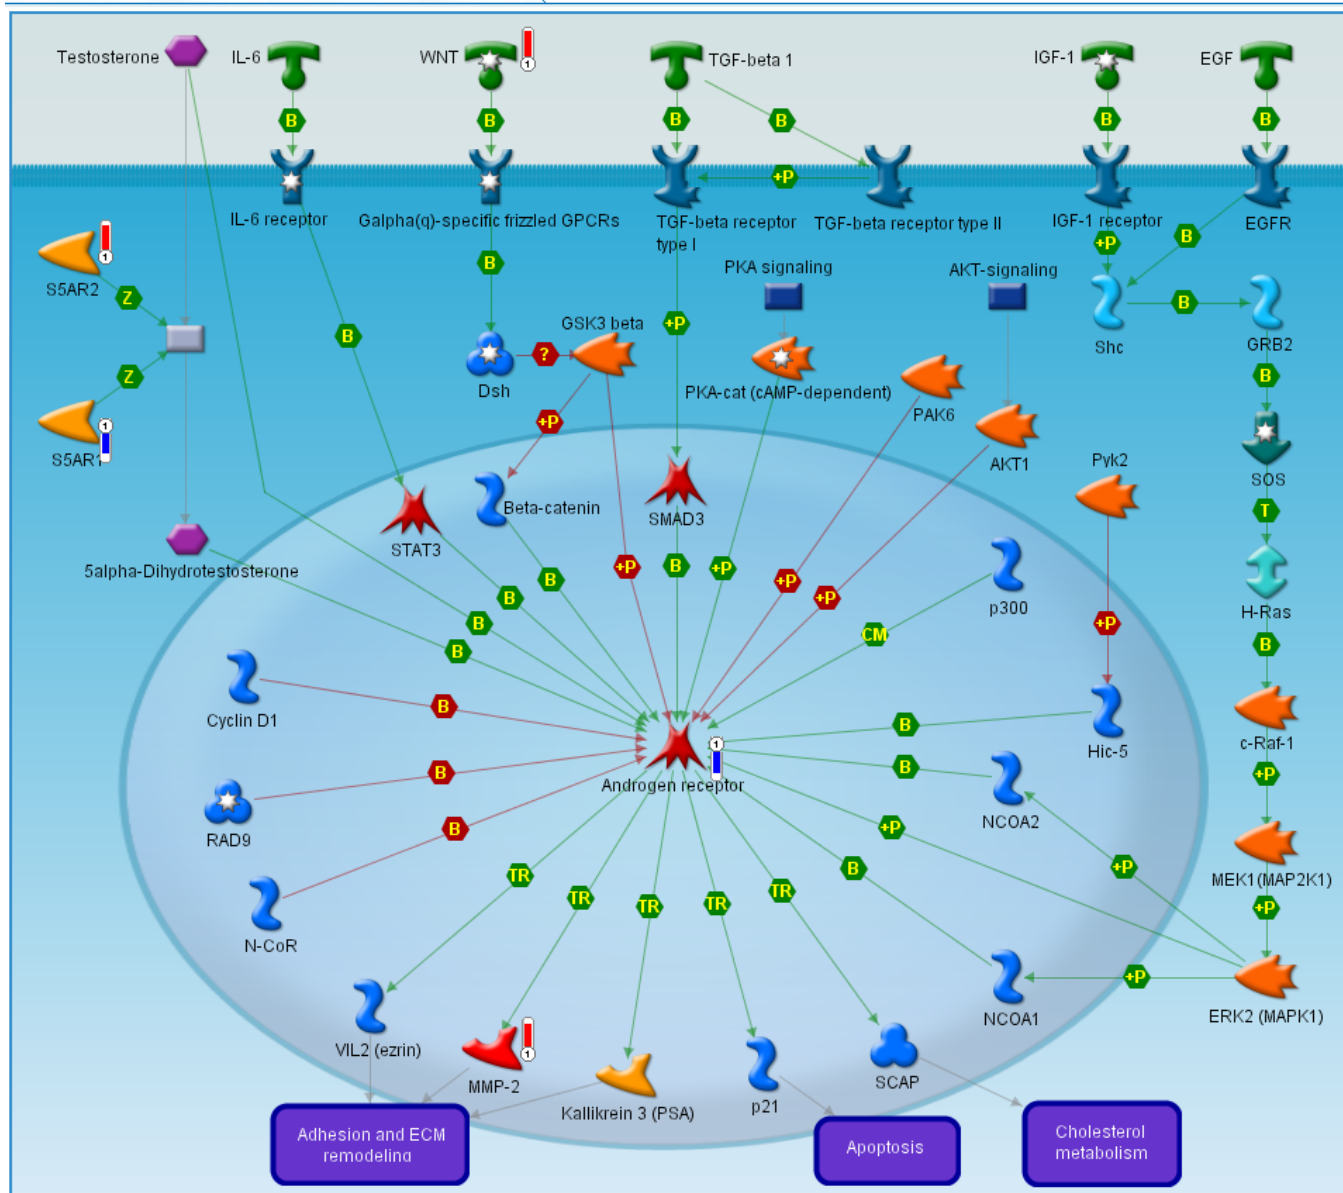 Testosterone
IL-6
WNT
1
TGF-beta 1
IGF-1
EGF
B
B
B
B
B
B
+P
IL-6 receptor
Galpha(q)-specific frizzled GPCRs
TGF-beta receptor
type I
TGF-beta receptor type II
IGF-1 receptor
EGFR
1
S5AR2
B
+P
B
PKA signaling
AKT-signaling
Z
B
+P
GSK3 beta
B
Shc
GRB2
?
Dsh
PKA-cat (cAMP-dependent)
Z
PAK6
B
+P
1
S5AR1
AKT1
Pyk2
SOS
Beta-catenin
SMAD3
T
STAT3
5alpha-Dihydrotestosterone
B
+P
B
+P
+P
+P
p300
H-Ras
B
B
B
CM
+P
B
Cyclin D1
B
B
Hic-5
c-Raf-1
1
Androgen receptor
B
B
+P
NCOA2
RAD9
B
+P
+P
MEK1(MAP2K1)
N-CoR
TR
TR
TR
TR
TR
B
+P
+P
NCOA1
ERK2 (MAPK1)
VIL2 (ezrin)
1
MMP-2
Kallikrein 3 (PSA)
p21
SCAP
Adhesion and ECM
remodeling
Apoptosis
Cholesterol
metabolism